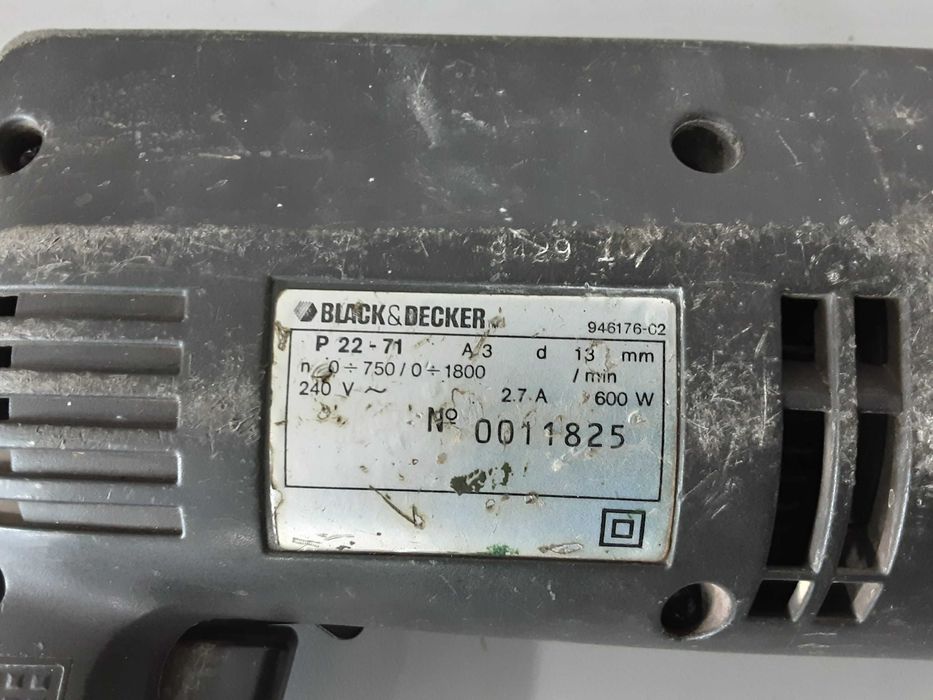 BLACK&DECKER
946176-02
P 22-71 A 3 d 13 mm
n 0÷750/0÷1800 /min
240 V ~ 2.7 A 600 W
Nº 0011825